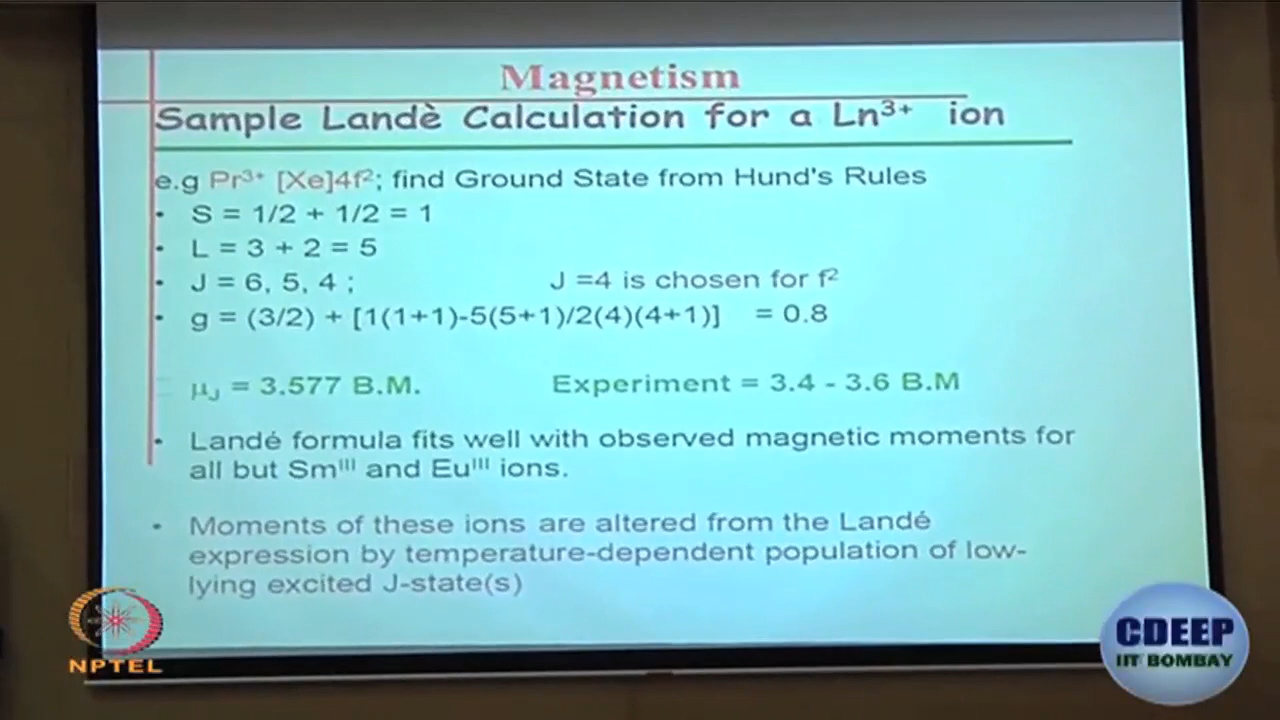 Magnetism
Sample Landè Calculation for a Ln³⁺ ion
e.g Pr³⁺ [Xe]4f²; find Ground State from Hund's Rules
• S = 1/2 + 1/2 = 1
• L = 3 + 2 = 5
• J = 6, 5, 4 ; J =4 is chosen for f²
• g = (3/2) + [1(1+1)-5(5+1)/2(4)(4+1)] = 0.8
μJ = 3.577 B.M. Experiment = 3.4 - 3.6 B.M
• Landé formula fits well with observed magnetic moments for
all but Smᴵᴵᴵ and Euᴵᴵᴵ ions.
• Moments of these ions are altered from the Landé
expression by temperature-dependent population of low-
lying excited J-state(s)
NPTEL
CDEEP
IIT BOMBAY